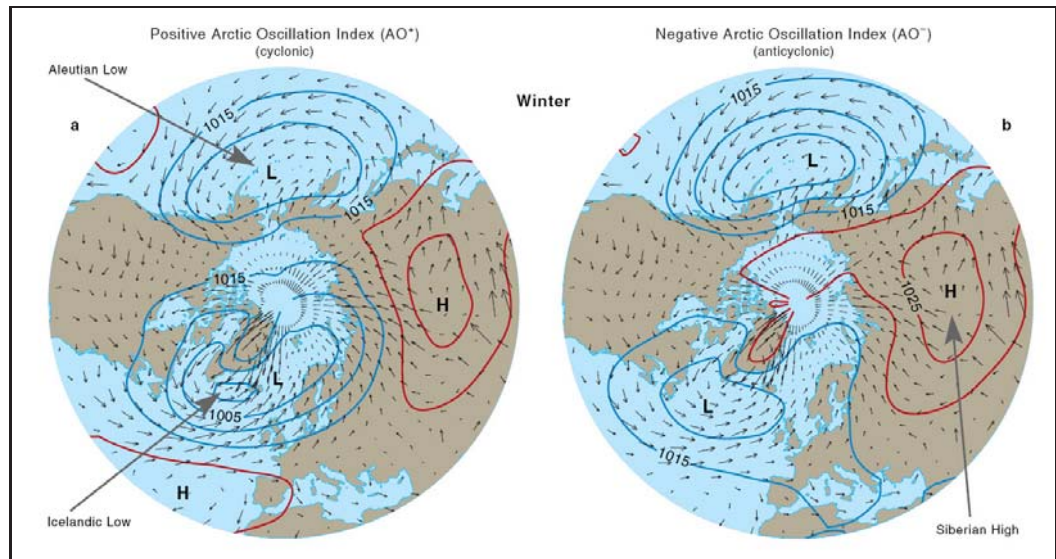 Positive Arctic Oscillation Index (AO⁺)
(cyclonic)
Negative Arctic Oscillation Index (AO⁻)
(anticyclonic)
Aleutian Low
Winter
a
b
1015
L
1015
1015
H
L
1005
H
Icelandic Low
1015
L
1015
1025
H
L
1015
Siberian High